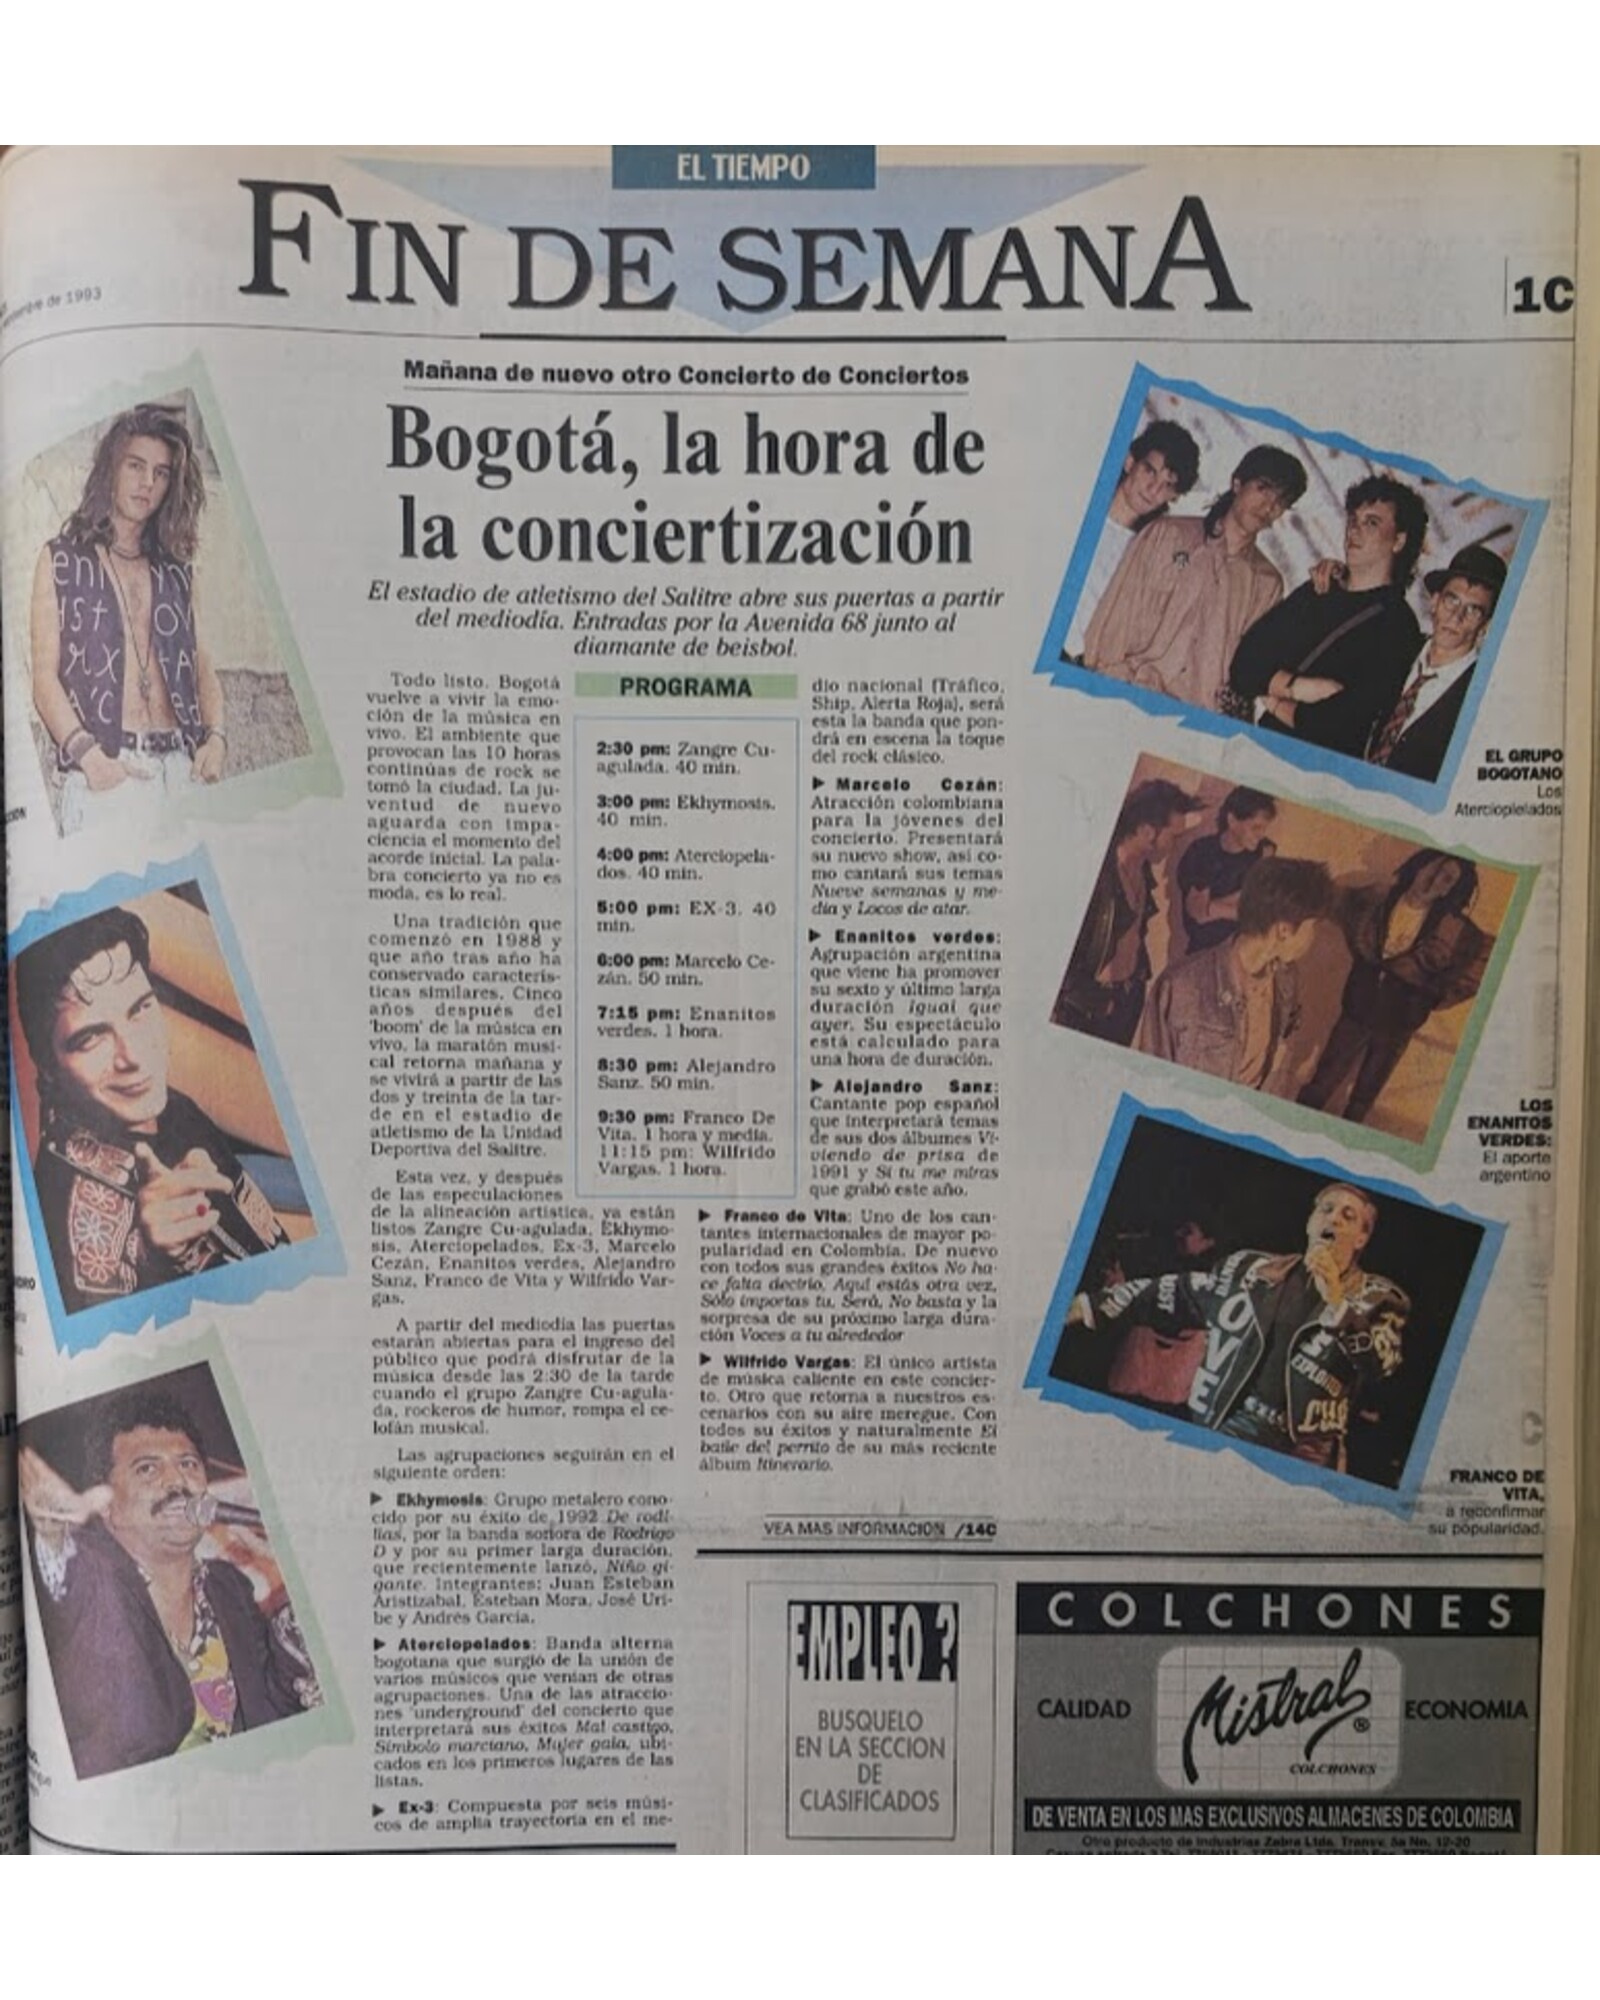 EL TIEMPO
FIN DE SEMANA
de 1993
1C
Mañana de nuevo otro Concierto de Conciertos
Bogotá, la hora de
la conciertización
El estadio de atletismo del Salitre abre sus puertas a partir
del mediodía. Entradas por la Avenida 68 junto al
diamante de beisbol.
Todo listo. Bogotá
vuelve a vivir la emo-
ción de la música en
vivo. El ambiente que
provocan las 10 horas
continúas de rock se
tomó la ciudad. La ju-
ventud de nuevo
aguarda con impa-
ciencia el momento del
acorde inicial. La pala-
bra concierto ya no es
moda, es lo real.
Una tradición que
comenzó en 1988 y
que año tras año ha
conservado caracterís-
ticas similares. Cinco
años después del
'boom' de la música en
vivo, la maratón musi-
cal retorna mañana y
se vivirá a partir de las
dos y treinta de la tar-
de en el estadio de
atletismo de la Unidad
Deportiva del Salitre.
Esta vez, y después
de las especulaciones
de la alineación artística, ya están
listos Zangre Cu-agulada, Ekhymo-
sis, Aterciopelados, Ex-3, Marcelo
Cezán, Enanitos verdes, Alejandro
Sanz, Franco de Vita y Wilfrido Var-
gas.
A partir del mediodía las puertas
estarán abiertas para el ingreso del
público que podrá disfrutar de la
música desde las 2:30 de la tarde
cuando el grupo Zangre Cu-agula-
da, rockeros de humor, rompa el ce-
lofán musical.
Las agrupaciones seguirán en el
siguiente orden:
▶ Ekhymosis: Grupo metalero cono-
cido por su éxito de 1992 De rodi-
llas, por la banda sonora de Rodrigo
D y por su primer larga duración,
que recientemente lanzó, Niño gi-
gante. Integrantes: Juan Esteban
Aristizabal, Esteban Mora, José Uri-
be y Andrés García.
▶ Aterciopelados: Banda alterna
bogotana que surgió de la unión de
varios músicos que venían de otras
agrupaciones. Una de las atraccio-
nes 'underground' del concierto que
interpretará sus éxitos Mal castigo,
Símbolo marciano, Mujer gala, ubi-
cados en los primeros lugares de las
listas.
▶ Ex-3: Compuesta por seis músi-
cos de amplia trayectoria en el me-
PROGRAMA
2:30 pm: Zangre Cu-
agulada. 40 min.
3:00 pm: Ekhymosis.
40 min.
4:00 pm: Aterciopela-
dos. 40 min.
5:00 pm: EX-3. 40
min.
6:00 pm: Marcelo Ce-
zán. 50 min.
7:15 pm: Enanitos
verdes. 1 hora.
8:30 pm: Alejandro
Sanz. 50 min.
9:30 pm: Franco De
Vita. 1 hora y media.
11:15 pm: Wilfrido
Vargas. 1 hora.
dio nacional (Tráfico,
Ship, Alerta Roja), será
esta la banda que pon-
drá en escena la toque
del rock clásico.
▶ Marcelo Cezán:
Atracción colombiana
para la jóvenes del
concierto. Presentará
su nuevo show, así co-
mo cantará sus temas
Nueve semanas y me-
dia y Locos de atar.
▶ Enanitos verdes:
Agrupación argentina
que viene ha promover
su sexto y último larga
duración Igual que
ayer. Su espectáculo
está calculado para
una hora de duración.
▶ Alejandro Sanz:
Cantante pop español
que interpretará temas
de sus dos álbumes Vi-
viendo de prisa de
1991 y Si tu me miras
que grabó este año.
▶ Franco de Vita: Uno de los can-
tantes internacionales de mayor po-
pularidad en Colombia. De nuevo
con todos sus grandes éxitos No ha-
ce falta decirlo, Aquí estás otra vez,
Sólo importas tu, Será, No basta y la
sorpresa de su próximo larga dura-
ción Voces a tu alrededor
▶ Wilfrido Vargas: El único artista
de música caliente en este concier-
to. Otro que retorna a nuestros es-
cenarios con su aire meregue. Con
todos su éxitos y naturalmente El
baile del perrito de su más reciente
álbum Itinerario.
VEA MAS INFORMACION /14C
EL GRUPO
BOGOTANO
Los
Aterciopielados
LOS
ENANITOS
VERDES:
El aporte
argentino
FRANCO DE
VITA,
a reconfirmar
su popularidad.
EMPLEO?
BUSQUELO
EN LA SECCION
DE
CLASIFICADOS
COLCHONES
CALIDAD
Mistral®
COLCHONES
ECONOMIA
DE VENTA EN LOS MAS EXCLUSIVOS ALMACENES DE COLOMBIA
Otro producto de Industrias Zebra Ltda. Transv. 5a No. 12-20